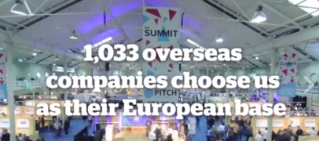 SUMMIT
1,033 overseas
companies choose us
PITCH
as their European base